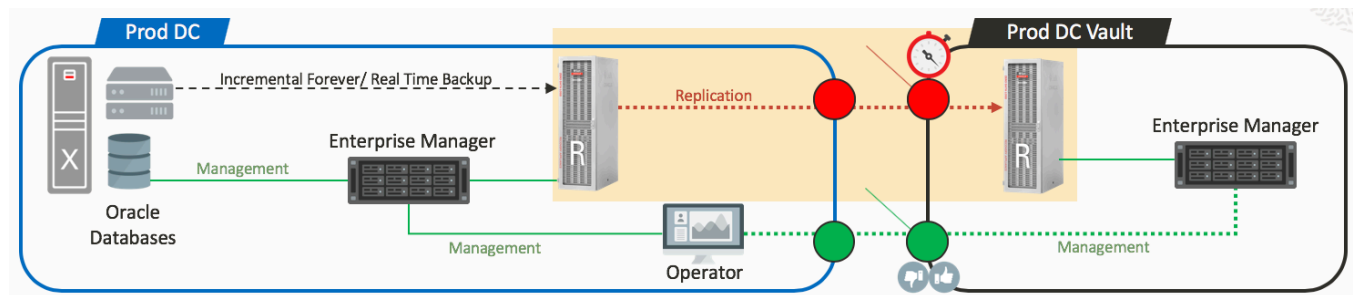 Prod DC
Prod DC Vault
Incremental Forever/ Real Time Backup
Replication
Enterprise Manager
Enterprise Manager
X
R
R
Management
Oracle
Databases
Management
Management
Operator